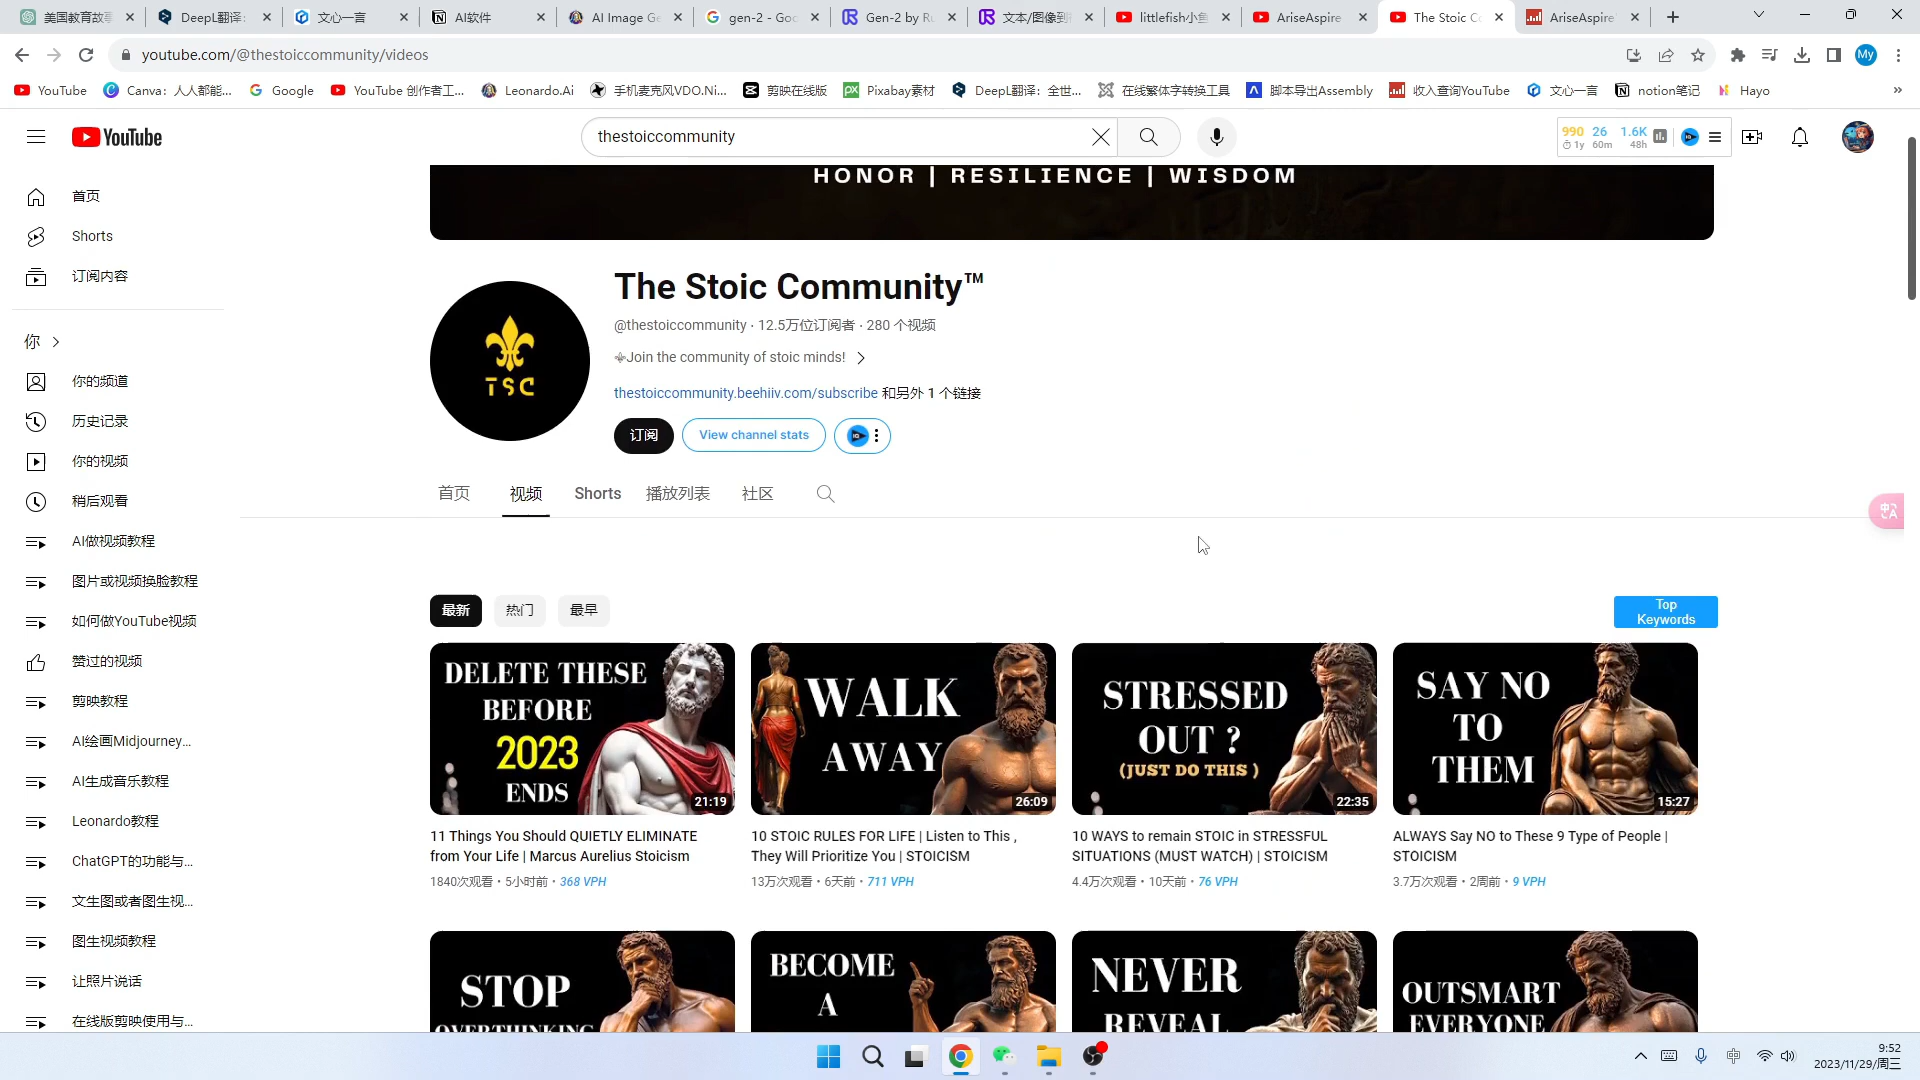 美国教育故事
DeepL翻译:
文心一言
AI软件
AI Image Ge
gen-2 - Goo
Gen-2 by Ru
文本/图像到
littlefish小鱼
AriseAspire
The Stoic Co
AriseAspire
youtube.com/@thestoiccommunity/videos
My
YouTube
Canva: 人人都能...
Google
YouTube 创作者工...
Leonardo.Ai
手机麦克风VDO.Ni...
剪映在线版
Pixabay素材
DeepL翻译: 全世...
在线繁体字转换工具
脚本导出Assembly
收入查询YouTube
文心一言
notion笔记
Hayo
YouTube
thestoiccommunity
990 26 1.6K
1y 60m 48h
首页
Shorts
订阅内容
你
你的频道
历史记录
你的视频
稍后观看
AI做视频教程
图片或视频换脸教程
如何做YouTube视频
赞过的视频
剪映教程
AI绘画Midjourney...
AI生成音乐教程
Leonardo教程
ChatGPT的功能与...
文生图或者图生视...
图生视频教程
让照片说话
在线版剪映使用与...
HONOR | RESILIENCE | WISDOM
TSC
The Stoic Community™
@thestoiccommunity · 12.5万位订阅者 · 280 个视频
⚜Join the community of stoic minds!
thestoiccommunity.beehiiv.com/subscribe 和另外 1 个链接
订阅
View channel stats
首页
视频
Shorts
播放列表
社区
最新
热门
最早
Top
Keywords
DELETE THESE
BEFORE
2023
ENDS
21:19
WALK
AWAY
26:09
STRESSED
OUT ?
(JUST DO THIS )
22:35
SAY NO
TO
THEM
15:27
11 Things You Should QUIETLY ELIMINATE
from Your Life | Marcus Aurelius Stoicism
1840次观看 • 5小时前 • 368 VPH
10 STOIC RULES FOR LIFE | Listen to This ,
They Will Prioritize You | STOICISM
13万次观看 • 6天前 • 711 VPH
10 WAYS to remain STOIC in STRESSFUL
SITUATIONS (MUST WATCH) | STOICISM
4.4万次观看 • 10天前 • 76 VPH
ALWAYS Say NO to These 9 Type of People |
STOICISM
3.7万次观看 • 2周前 • 9 VPH
STOP
OVERTHINKING
BECOME
A
NEVER
REVEAL
OUTSMART
EVERYONE
中
9:52
2023/11/29/周三